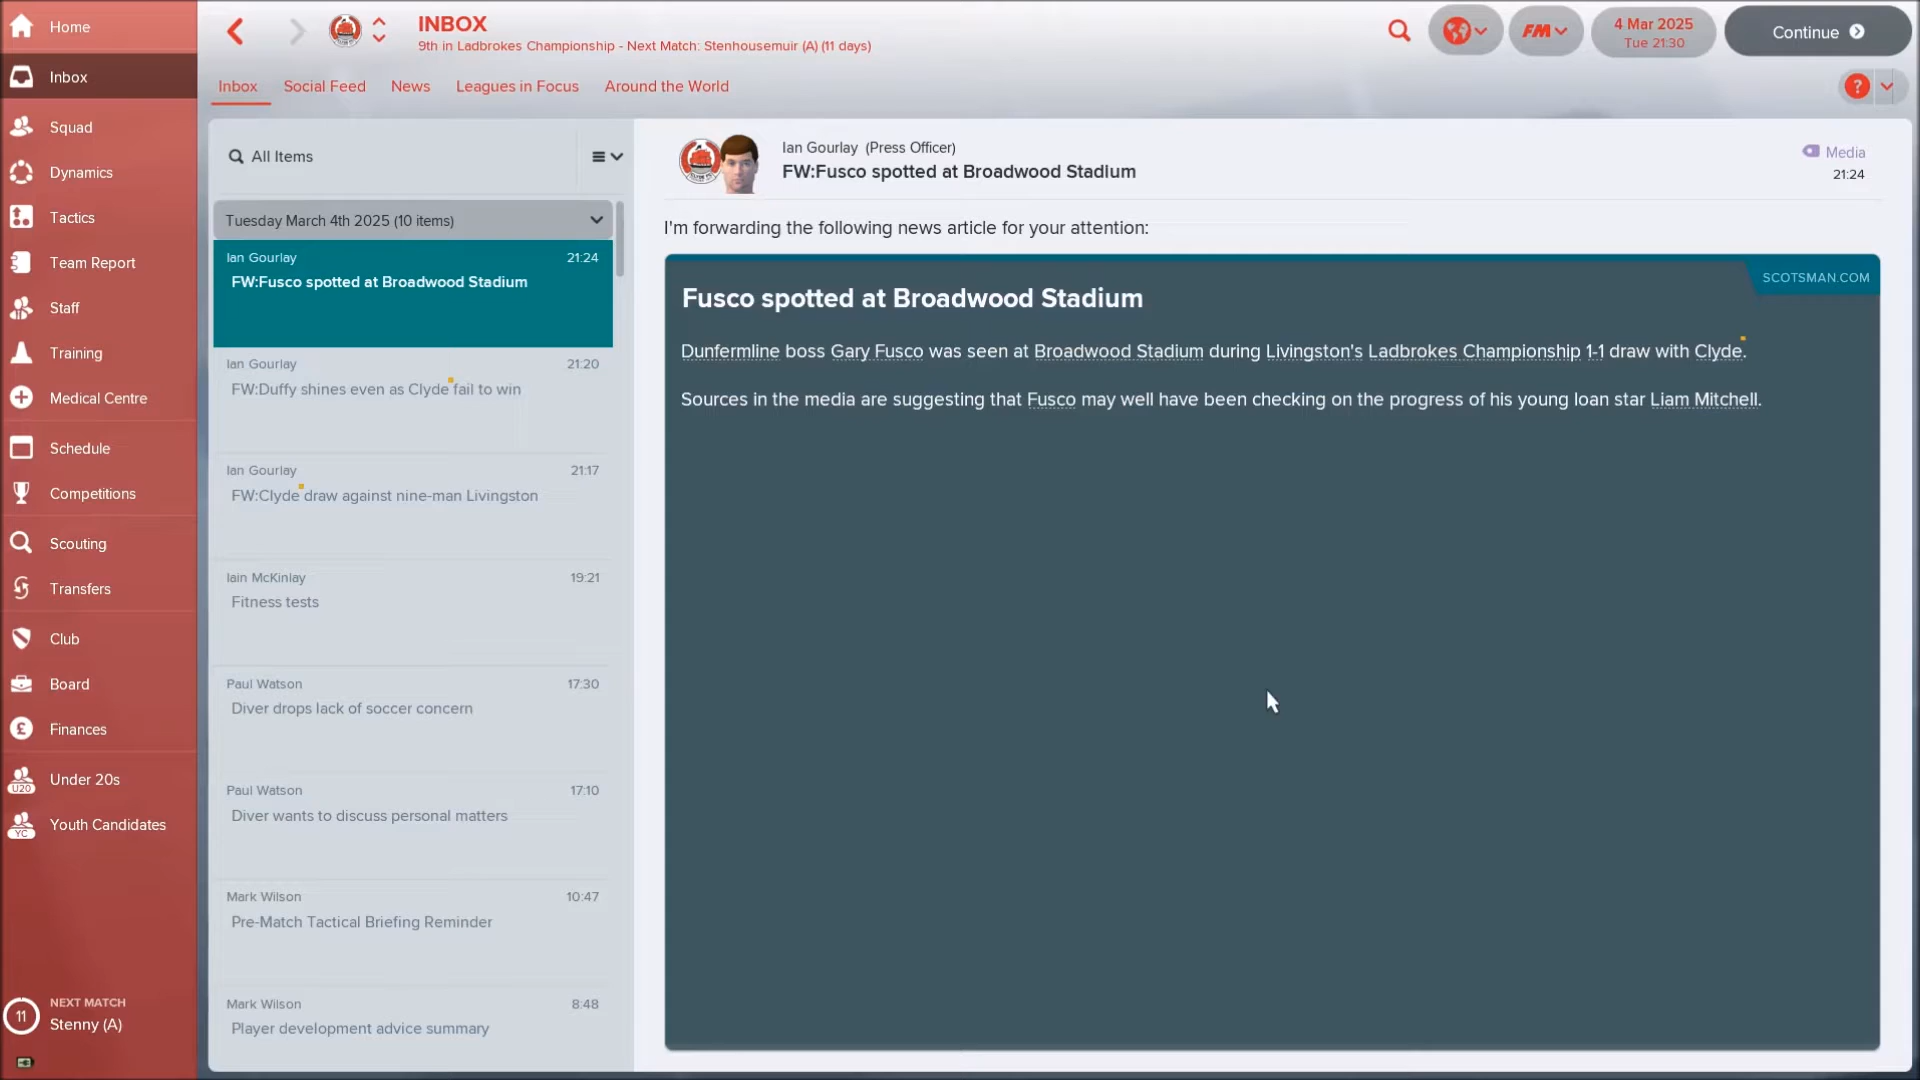 Home
Inbox
Squad
Dynamics
Tactics
Team Report
Staff
Training
Medical Centre
Schedule
Competitions
Scouting
Transfers
Club
Board
Finances
U20
Under 20s
YC
Youth Candidates
NEXT MATCH
11
Stenny (A)
INBOX
9th in Ladbrokes Championship - Next Match: Stenhousemuir (A) (11 days)
FM
4 Mar 2025
Tue 21:30
Continue
Inbox
Social Feed
News
Leagues in Focus
Around the World
?
All Items
Tuesday March 4th 2025 (10 items)
Ian Gourlay 21:24
FW:Fusco spotted at Broadwood Stadium
Ian Gourlay 21:20
FW:Duffy shines even as Clyde fail to win
Ian Gourlay 21:17
FW:Clyde draw against nine-man Livingston
Iain McKinlay 19:21
Fitness tests
Paul Watson 17:30
Diver drops lack of soccer concern
Paul Watson 17:10
Diver wants to discuss personal matters
Mark Wilson 10:47
Pre-Match Tactical Briefing Reminder
Mark Wilson 8:48
Player development advice summary
Ian Gourlay (Press Officer)
FW:Fusco spotted at Broadwood Stadium
Media
21:24
I'm forwarding the following news article for your attention:
SCOTSMAN.COM
Fusco spotted at Broadwood Stadium
Dunfermline boss Gary Fusco was seen at Broadwood Stadium during Livingston's Ladbrokes Championship 1-1 draw with Clyde.
Sources in the media are suggesting that Fusco may well have been checking on the progress of his young loan star Liam Mitchell.